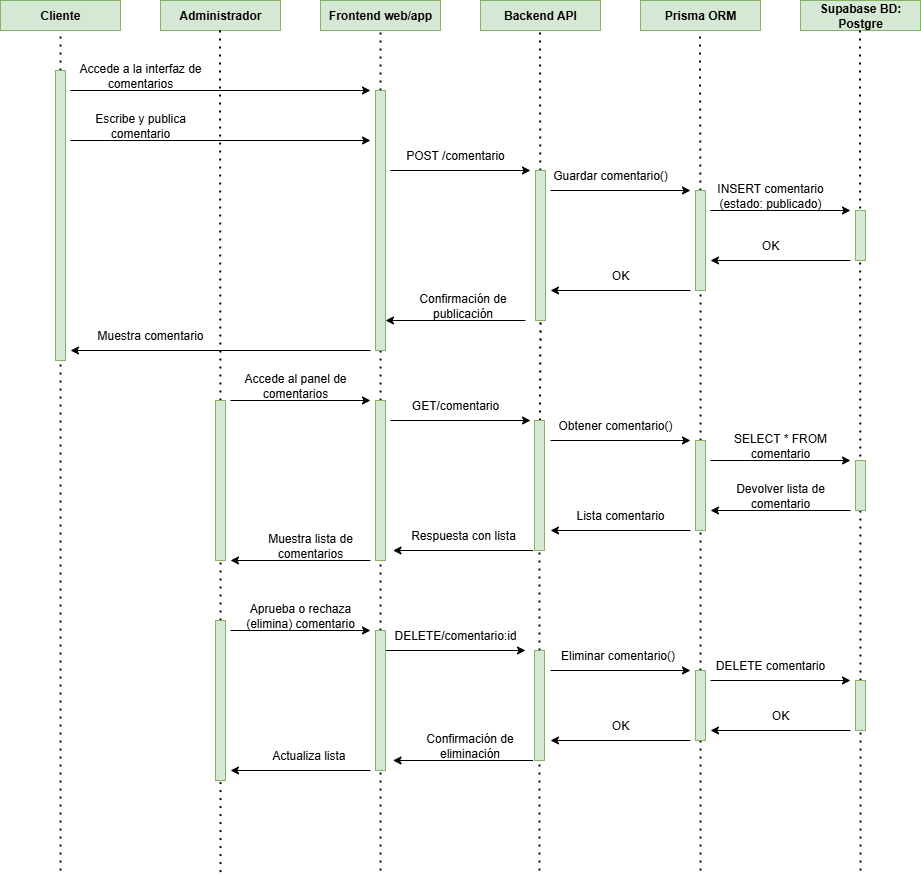 Cliente
Administrador
Frontend web/app
Backend API
Prisma ORM
Supabase BD:
Postgre
Accede a la interfaz de
comentarios
Escribe y publica
comentario
POST /comentario
Guardar comentario()
INSERT comentario
(estado: publicado)
OK
OK
Confirmación de
publicación
Muestra comentario
Accede al panel de
comentarios
GET/comentario
Obtener comentario()
SELECT * FROM
comentario
Devolver lista de
comentario
Lista comentario
Respuesta con lista
Muestra lista de
comentarios
Aprueba o rechaza
(elimina) comentario
DELETE/comentario:id
Eliminar comentario()
DELETE comentario
OK
OK
Confirmación de
eliminación
Actualiza lista